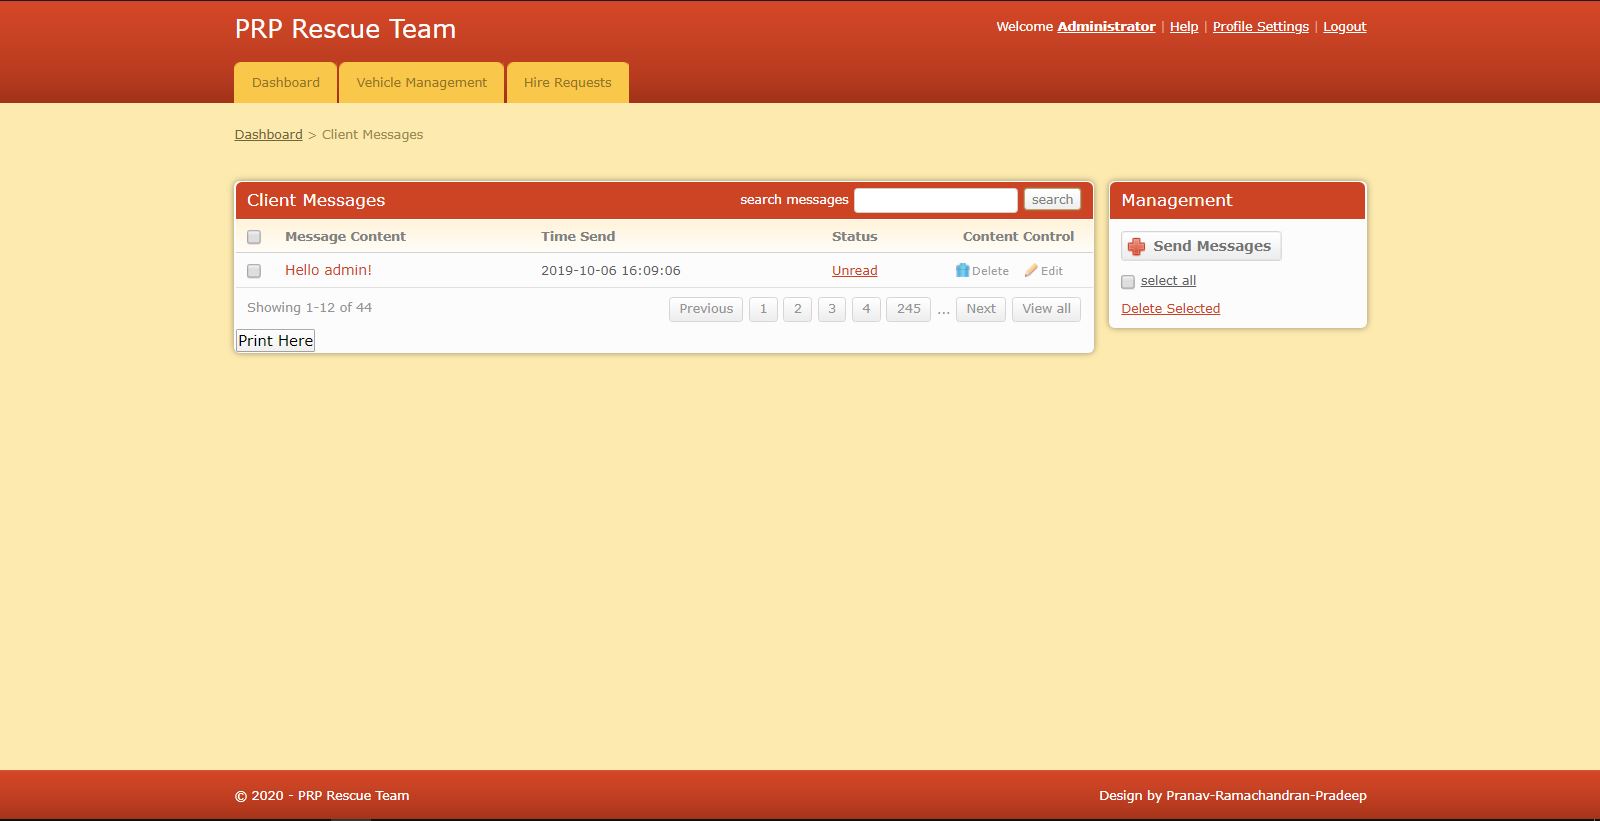 PRP Rescue Team
Welcome Administrator | Help | Profile Settings | Logout
Dashboard Vehicle Management Hire Requests
Dashboard > Client Messages
Client Messages search messages search
Message Content Time Send Status Content Control
Hello admin! 2019-10-06 16:09:06 Unread Delete Edit
Showing 1-12 of 44 Previous 1 2 3 4 245 ... Next View all
Print Here
Management
Send Messages
select all
Delete Selected
© 2020 - PRP Rescue Team
Design by Pranav-Ramachandran-Pradeep